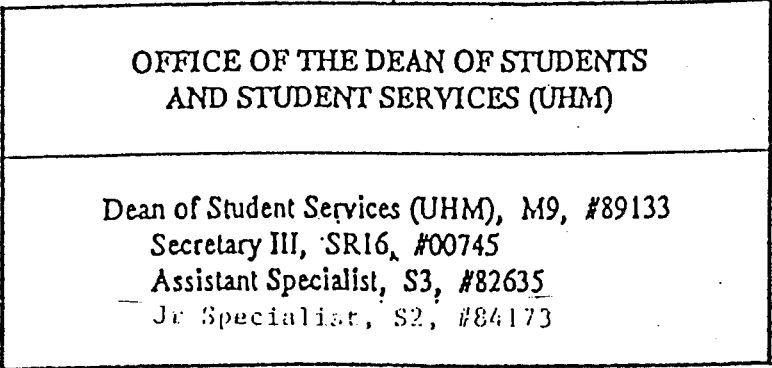 OFFICE OF THE DEAN OF STUDENTS
AND STUDENT SERVICES (UHM)
Dean of Student Services (UHM), M9, #89133
Secretary III, SR16, #00745
Assistant Specialist, S3, #82635
Jr Specialist, S2, #84173